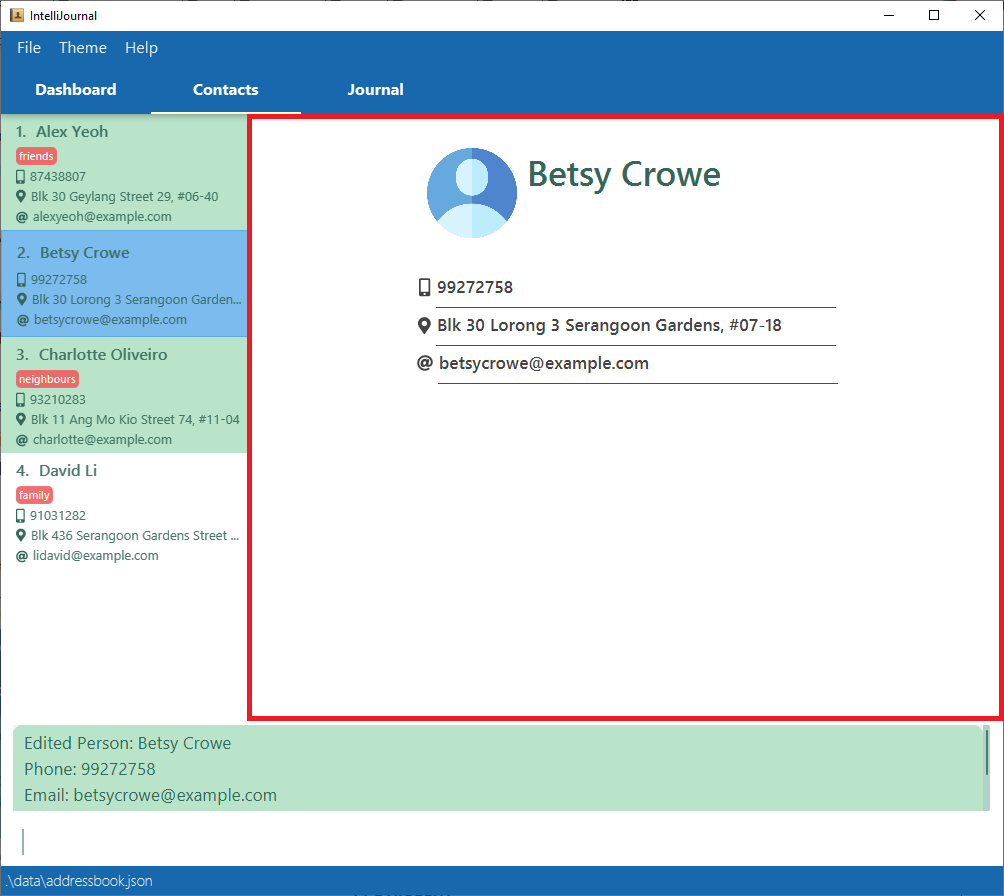 IntelliJournal
File Theme Help
Dashboard Contacts Journal
1. Alex Yeoh
friends
87438807
Blk 30 Geylang Street 29, #06-40
@ alexyeoh@example.com
2. Betsy Crowe
99272758
Blk 30 Lorong 3 Serangoon Garden...
@ betsycrowe@example.com
3. Charlotte Oliveiro
neighbours
93210283
Blk 11 Ang Mo Kio Street 74, #11-04
@ charlotte@example.com
4. David Li
family
91031282
Blk 436 Serangoon Gardens Street ...
@ lidavid@example.com
Betsy Crowe
99272758
Blk 30 Lorong 3 Serangoon Gardens, #07-18
@ betsycrowe@example.com
Edited Person: Betsy Crowe
Phone: 99272758
Email: betsycrowe@example.com
.\data\addressbook.json